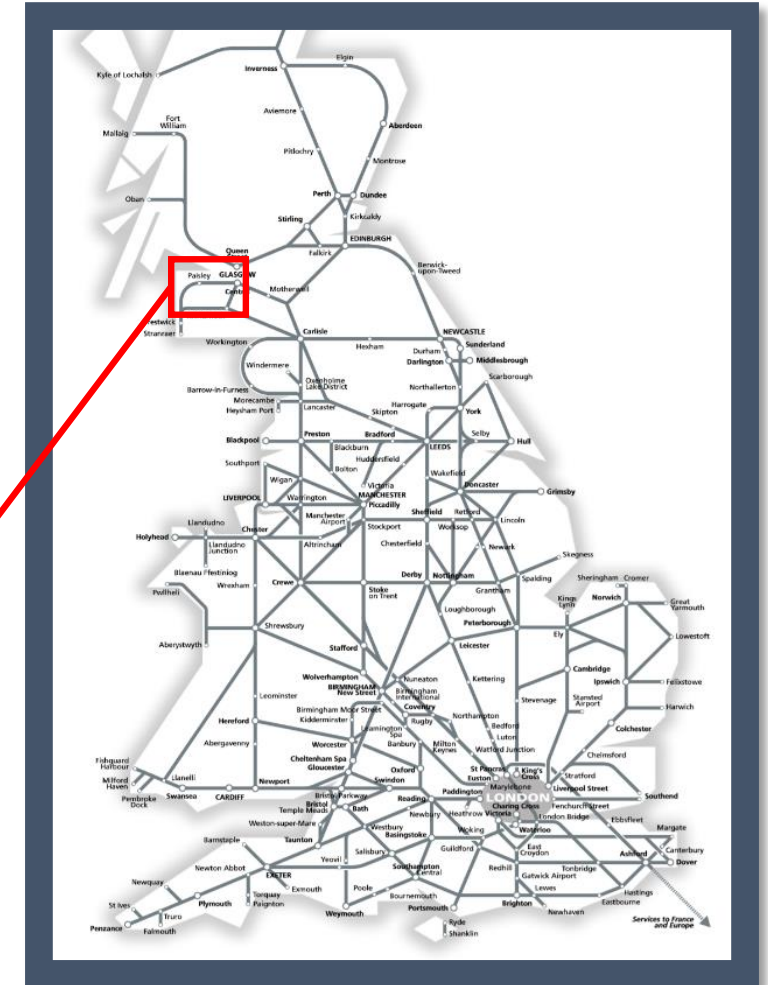 Elgin
Inverness
Kyle of Lochalsh
Aviemore
Fort
William
Mallaig
Aberdeen
Pitlochry
Montrose
Perth
Dundee
Oban
Stirling
Kirkcaldy
EDINBURGH
Queen
Falkirk
Berwick-
upon-Tweed
Paisley
GLASGOW
Motherwell
Stranraer
Carlisle
NEWCASTLE
Workington
Hexham
Sunderland
Durham
Darlington
Middlesbrough
Windermere
Scarborough
Oxenholme
Lake District
Barrow-in-Furness
Northallerton
Morecambe
Heysham Port
Lancaster
Harrogate
York
Skipton
Blackpool
Preston
Bradford
Selby
LEEDS
Hull
Blackburn
Huddersfield
Southport
Bolton
Wakefield
Wigan
Victoria
Doncaster
MANCHESTER
Piccadilly
Grimsby
LIVERPOOL
Warrington
Manchester
Airport
Sheffield
Retford
Lincoln
Llandudno
Stockport
Worksop
Holyhead
Chester
Llandudno
Junction
Altrincham
Chesterfield
Newark
Skegness
Blaenau Ffestiniog
Crewe
Derby
Nottingham
Spalding
Sheringham
Cromer
Wrexham
Stoke
on Trent
Grantham
Pwllheli
Kings
Lynn
Norwich
Great
Yarmouth
Loughborough
Shrewsbury
Peterborough
Ely
Lowestoft
Aberystwyth
Stafford
Leicester
Cambridge
Wolverhampton
Nuneaton
Kettering
Ipswich
Felixstowe
BIRMINGHAM
New Street
Birmingham
International
Leominster
Stevenage
Stansted
Airport
Birmingham Moor Street
Coventry
Harwich
Kidderminster
Rugby
Northampton
Hereford
Leamington
Spa
Bedford
Colchester
Abergavenny
Worcester
Banbury
Milton
Keynes
Luton
Watford Junction
Chelmsford
Cheltenham Spa
Gloucester
Oxford
St Pancras
King's
Cross
Fishguard
Harbour
Euston
Stratford
Milford
Haven
Llanelli
Swindon
Marylebone
Liverpool Street
Pembroke
Dock
Swansea
CARDIFF
Newport
Bristol Parkway
Reading
Paddington
LONDON
Southend
Bristol
Temple Meads
Bath
Fenchurch Street
Charing Cross
Newbury
Heathrow
Victoria
London Bridge
Ebbsfleet
Weston-super-Mare
Westbury
Basingstoke
Woking
Waterloo
Margate
Barnstaple
Taunton
Guildford
East
Croydon
Canterbury
Salisbury
Ashford
Dover
Yeovil
Newton Abbot
Southampton
Central
Redhill
Tonbridge
Gatwick Airport
EXETER
Newquay
Exmouth
Poole
Lewes
Hastings
Torquay
Paignton
Bournemouth
Eastbourne
St Ives
Plymouth
Portsmouth
Brighton
Newhaven
Weymouth
Truro
Ryde
Services to France
and Europe
Penzance
Falmouth
Shanklin